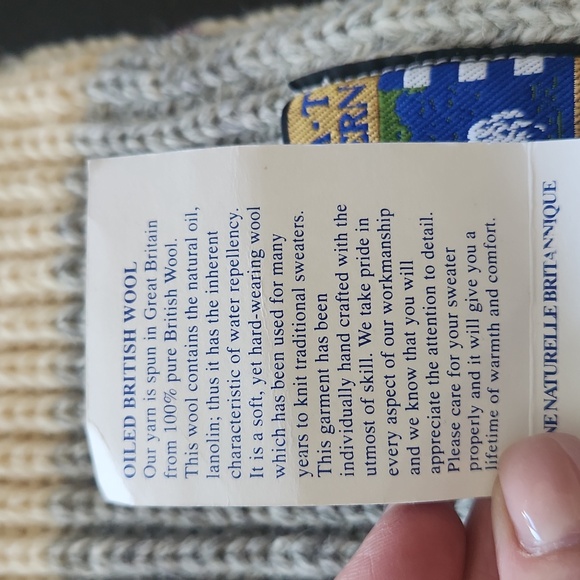 OILED BRITISH WOOL
Our yarn is spun in Great Britain
from 100% pure British Wool.
This wool contains the natural oil,
lanolin; thus it has the inherent
characteristic of water repellency.
It is a soft, yet hard-wearing wool
which has been used for many
years to knit traditional sweaters.
This garment has been
individually hand crafted with the
utmost of skill. We take pride in
every aspect of our workmanship
and we know that you will
appreciate the attention to detail.
Please care for your sweater
properly and it will give you a
lifetime of warmth and comfort.
NATURELLE BRITANNIQUE